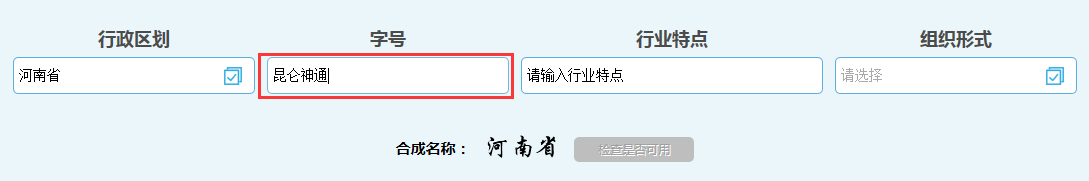 行政区划 字号 行业特点 组织形式
河南省 昆仑神通 请输入行业特点 请选择
合成名称： 河南省 检查是否可用